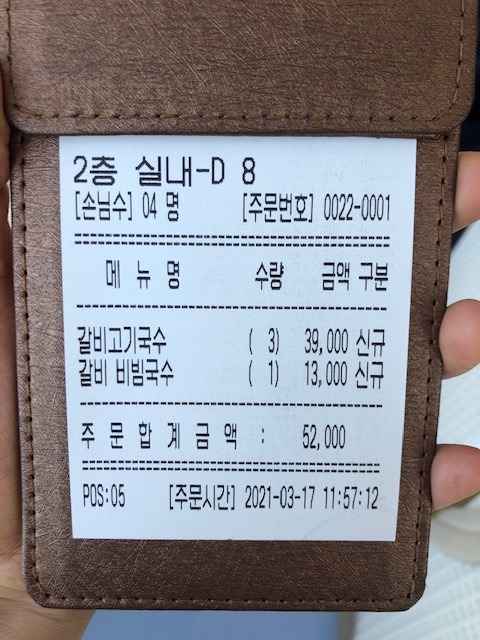 2층 실내-D 8
[손님수] 04 명 [주문번호] 0022-0001
메 뉴 명 수량 금액 구분
갈비고기국수 ( 3) 39,000 신규
갈비 비빔국수 ( 1) 13,000 신규
주 문 합 계 금 액 : 52,000
POS:05 [주문시간] 2021-03-17 11:57:12